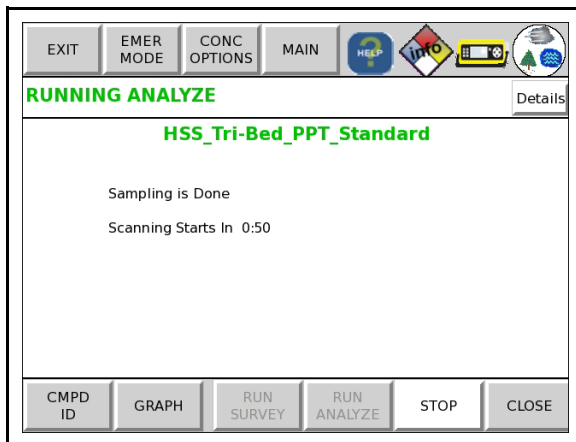 EXIT
EMER
MODE
CONC
OPTIONS
MAIN
HELP
info
RUNNING ANALYZE
Details
HSS_Tri-Bed_PPT_Standard
Sampling is Done
Scanning Starts In 0:50
CMPD
ID
GRAPH
RUN
SURVEY
RUN
ANALYZE
STOP
CLOSE